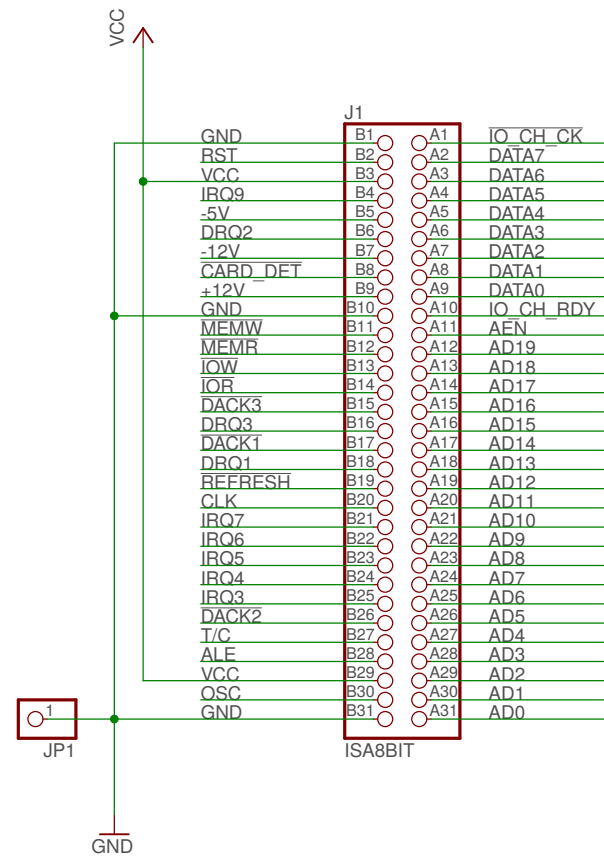 VCC
J1
GND B1 A1 IO_CH_CK
RST B2 A2 DATA7
VCC B3 A3 DATA6
IRQ9 B4 A4 DATA5
-5V B5 A5 DATA4
DRQ2 B6 A6 DATA3
-12V B7 A7 DATA2
CARD_DET B8 A8 DATA1
+12V B9 A9 DATA0
GND B10 A10 IO_CH_RDY
MEMW B11 A11 AEN
MEMR B12 A12 AD19
IOW B13 A13 AD18
IOR B14 A14 AD17
DACK3 B15 A15 AD16
DRQ3 B16 A16 AD15
DACK1 B17 A17 AD14
DRQ1 B18 A18 AD13
REFRESH B19 A19 AD12
CLK B20 A20 AD11
IRQ7 B21 A21 AD10
IRQ6 B22 A22 AD9
IRQ5 B23 A23 AD8
IRQ4 B24 A24 AD7
IRQ3 B25 A25 AD6
DACK2 B26 A26 AD5
T/C B27 A27 AD4
ALE B28 A28 AD3
VCC B29 A29 AD2
OSC B30 A30 AD1
1 GND B31 A31 AD0
JP1 ISA8BIT
GND